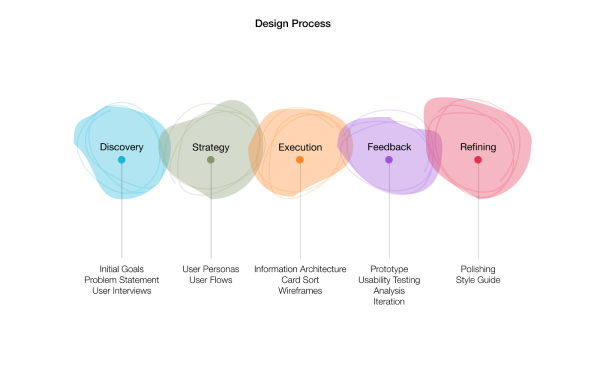 Design Process
Discovery
Strategy
Execution
Feedback
Refining
Initial Goals
Problem Statement
User Interviews
User Personas
User Flows
Information Architecture
Card Sort
Wireframes
Prototype
Usability Testing
Analysis
Iteration
Polishing
Style Guide